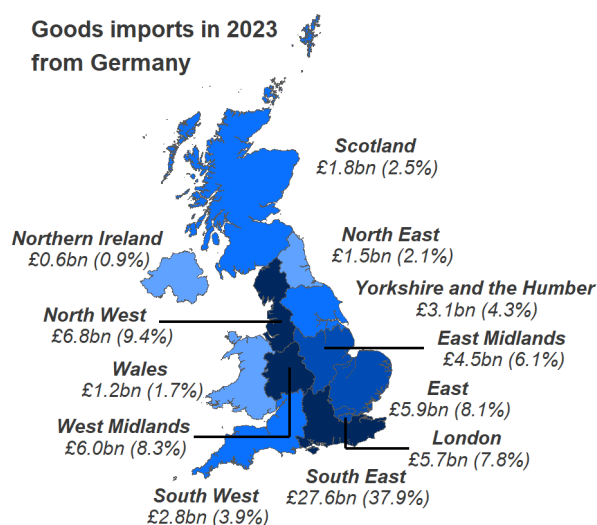 Goods imports in 2023
from Germany
Scotland
£1.8bn (2.5%)
Northern Ireland
£0.6bn (0.9%)
North East
£1.5bn (2.1%)
Yorkshire and the Humber
£3.1bn (4.3%)
North West
£6.8bn (9.4%)
East Midlands
£4.5bn (6.1%)
Wales
£1.2bn (1.7%)
East
£5.9bn (8.1%)
West Midlands
£6.0bn (8.3%)
London
£5.7bn (7.8%)
South West
£2.8bn (3.9%)
South East
£27.6bn (37.9%)